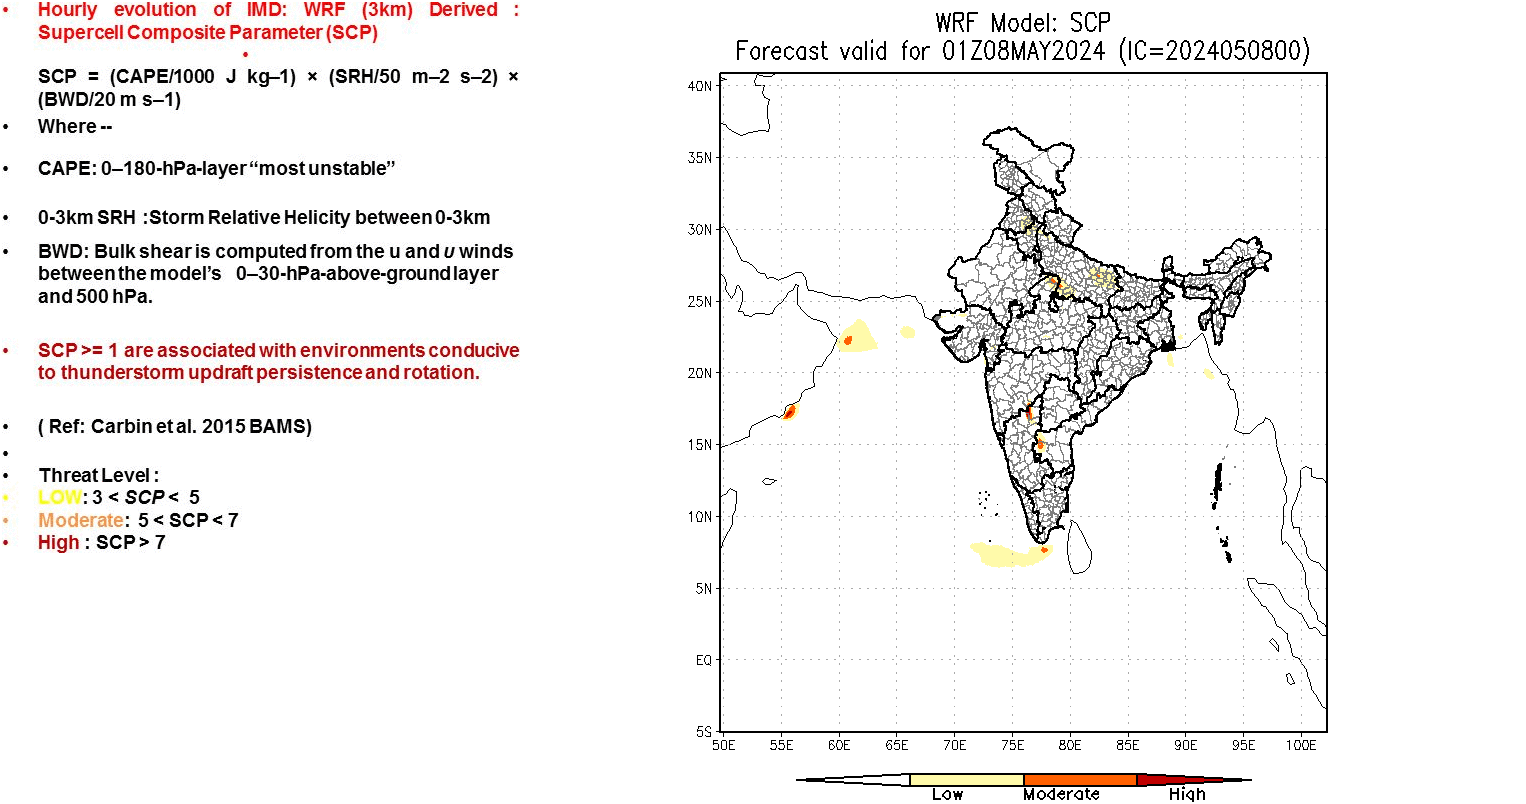 • Hourly evolution of IMD: WRF (3km) Derived :
Supercell Composite Parameter (SCP)
•
SCP = (CAPE/1000 J kg–1) × (SRH/50 m–2 s–2) ×
(BWD/20 m s–1)
• Where --
• CAPE: 0–180-hPa-layer “most unstable”
• 0-3km SRH :Storm Relative Helicity between 0-3km
• BWD: Bulk shear is computed from the u and υ winds
between the model’s 0–30-hPa-above-ground layer
and 500 hPa.
• SCP >= 1 are associated with environments conducive
to thunderstorm updraft persistence and rotation.
• ( Ref: Carbin et al. 2015 BAMS)
•
• Threat Level :
• LOW: 3 < SCP < 5
• Moderate: 5 < SCP < 7
• High : SCP > 7
WRF Model: SCP
Forecast valid for 01Z08MAY2024 (IC=2024050800)
40N
35N
30N
25N
20N
15N
10N
5N
EQ
5S
50E 55E 60E 65E 70E 75E 80E 85E 90E 95E 100E
Low Moderate High